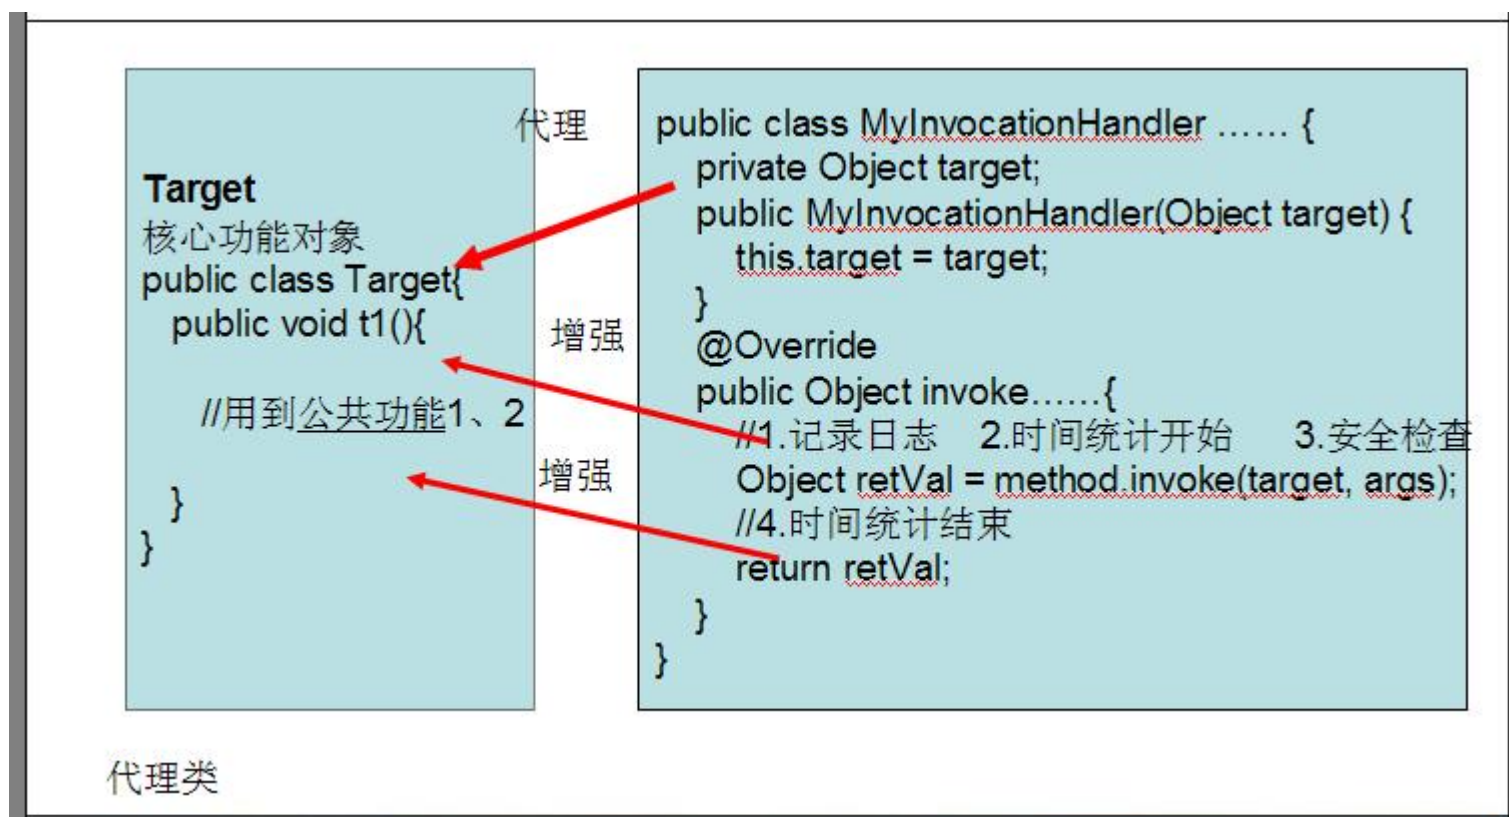 Target
核心功能对象
public class Target{
public void t1(){
//用到公共功能1、2
}
}
代理
增强
增强
public class MyInvocationHandler …… {
private Object target;
public MyInvocationHandler(Object target) {
this.target = target;
}
@Override
public Object invoke……{
//1.记录日志 2.时间统计开始 3.安全检查
Object retVal = method.invoke(target, args);
//4.时间统计结束
return retVal;
}
}
代理类